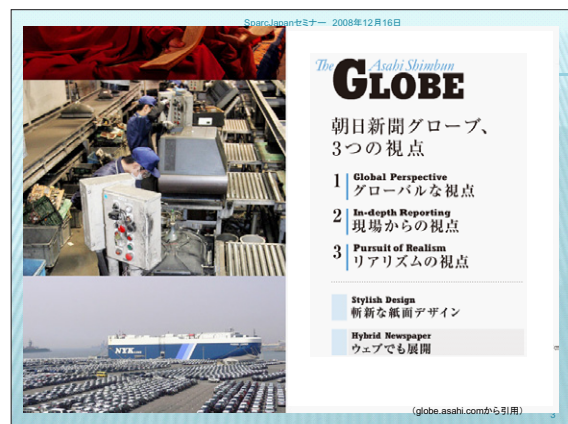 SparcJapanセミナー 2008年12月16日
The Asahi Shimbun
GLOBE
朝日新聞グローブ、
3つの視点
1 Global Perspective
グローバルな視点
2 In-depth Reporting
現場からの視点
3 Pursuit of Realism
リアリズムの視点
Stylish Design
斬新な紙面デザイン
Hybrid Newspaper
ウェブでも展開
NYK
(globe.asahi.comから引用)
3